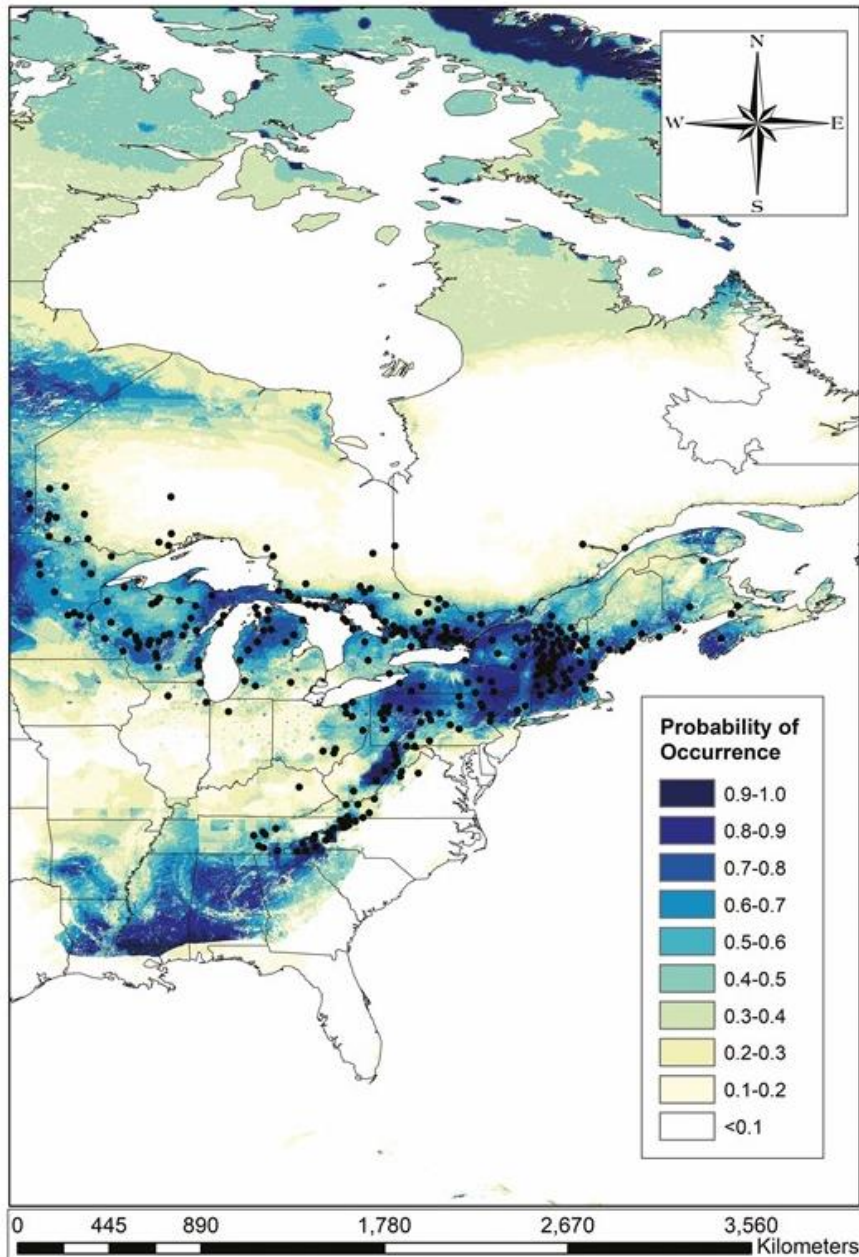 N
W E
S
Probability of
Occurrence
0.9-1.0
0.8-0.9
0.7-0.8
0.6-0.7
0.5-0.6
0.4-0.5
0.3-0.4
0.2-0.3
0.1-0.2
<0.1
0 445 890 1,780 2,670 3,560
Kilometers